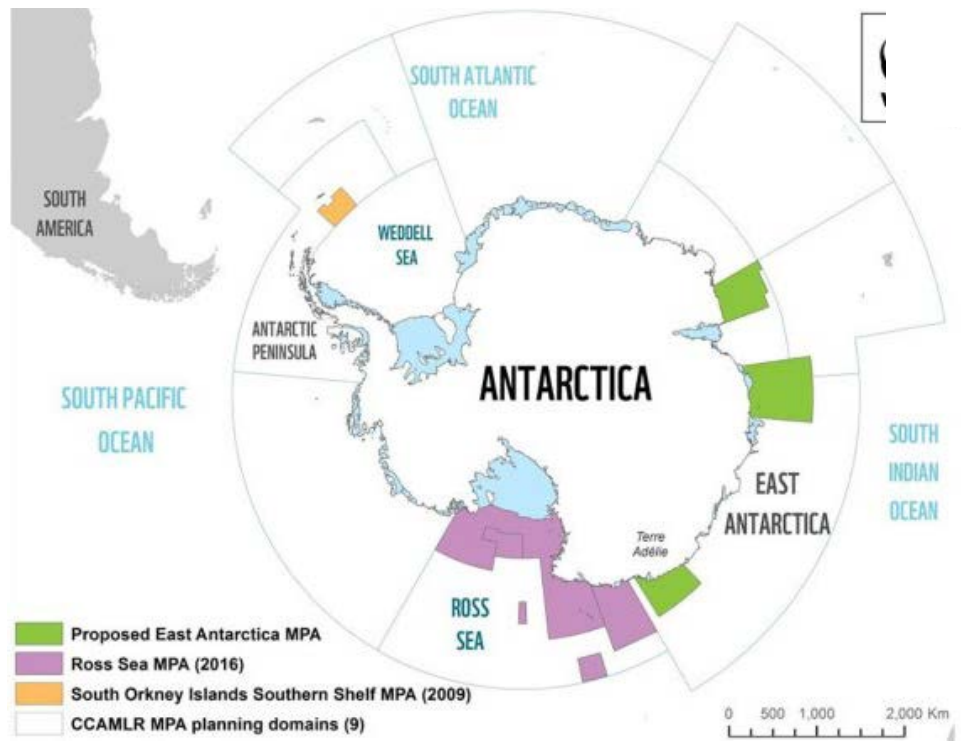 SOUTH ATLANTIC
OCEAN
SOUTH
AMERICA
WEDDELL
SEA
ANTARCTIC
PENINSULA
ANTARCTICA
SOUTH PACIFIC
OCEAN
SOUTH
INDIAN
OCEAN
EAST
ANTARCTICA
Terre
Adélie
ROSS
SEA
Proposed East Antarctica MPA
Ross Sea MPA (2016)
South Orkney Islands Southern Shelf MPA (2009)
CCAMLR MPA planning domains (9)
0 500 1,000 2,000 Km